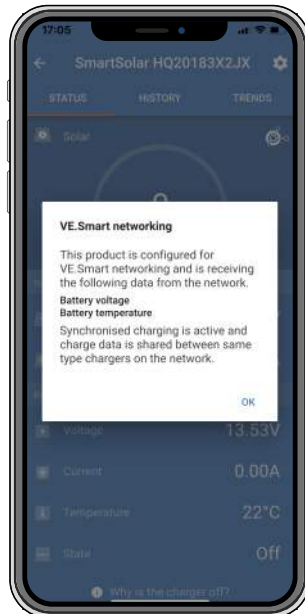 17:05
SmartSolar HQ20183X2JX
STATUS HISTORY TRENDS
Solar
VE.Smart networking
This product is configured for
VE.Smart networking and is receiving
the following data from the network.
Battery voltage
Battery temperature
Synchronised charging is active and
charge data is shared between same
type chargers on the network.
OK
Voltage 13.53V
Current 0.00A
Temperature 22°C
State Off
Why is the charger off?